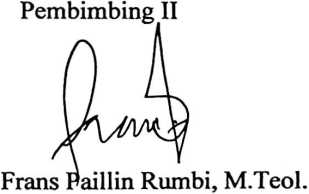 Pembimbing II
Frans Paillin Rumbi, M.Teol.